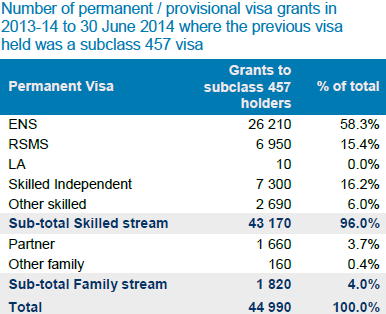 Number of permanent / provisional visa grants in
2013-14 to 30 June 2014 where the previous visa
held was a subclass 457 visa
Permanent Visa Grants to subclass 457 holders % of total
ENS 26 210 58.3%
RSMS 6 950 15.4%
LA 10 0.0%
Skilled Independent 7 300 16.2%
Other skilled 2 690 6.0%
Sub-total Skilled stream 43 170 96.0%
Partner 1 660 3.7%
Other family 160 0.4%
Sub-total Family stream 1 820 4.0%
Total 44 990 100.0%